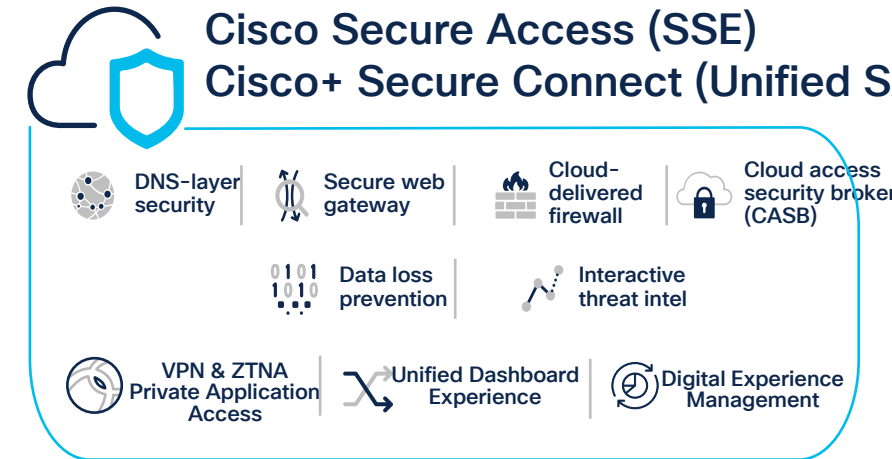 Cisco Secure Access (SSE)
Cisco+ Secure Connect (Unified S
DNS-layer
security
Secure web
gateway
Cloud-
delivered
firewall
Cloud access
security broker
(CASB)
0101
1010
Data loss
prevention
Interactive
threat intel
VPN & ZTNA
Private Application
Access
Unified Dashboard
Experience
Digital Experience
Management